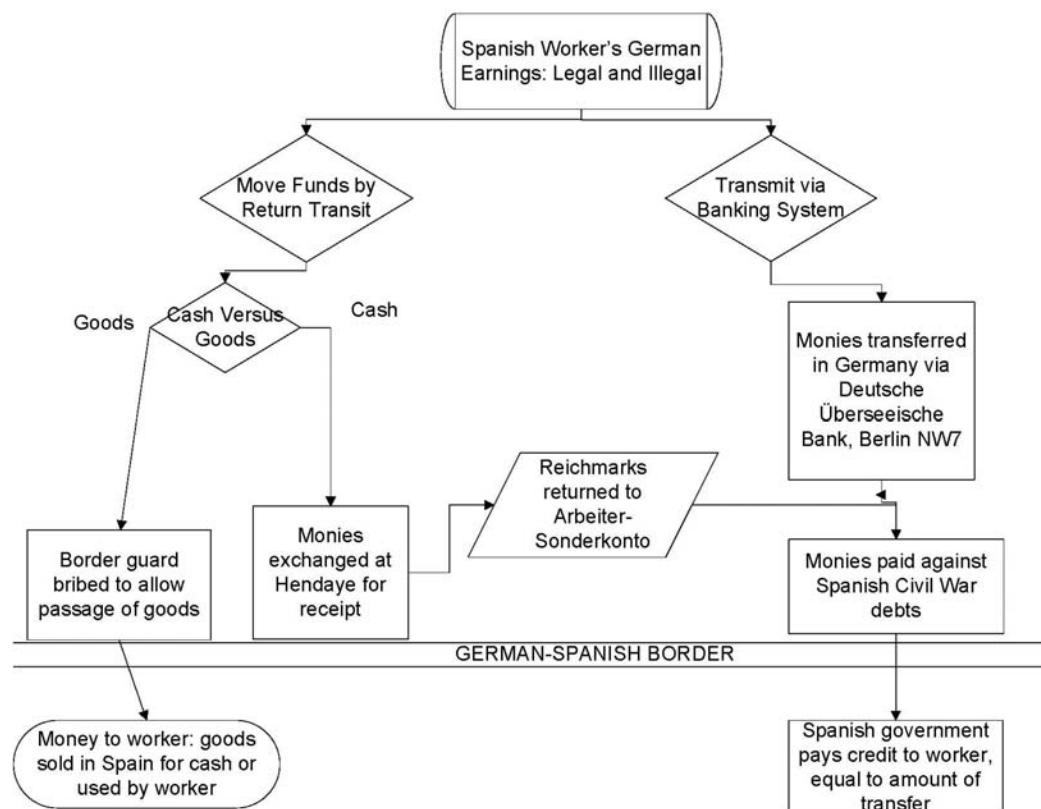 Spanish Worker's German
Earnings: Legal and Illegal
Move Funds by
Return Transit
Transmit via
Banking System
Goods
Cash Versus
Goods
Cash
Monies transferred
in Germany via
Deutsche
Überseeische
Bank, Berlin NW7
Reichmarks
returned to
Arbeiter-
Sonderkonto
Border guard
bribed to allow
passage of goods
Monies
exchanged at
Hendaye for
receipt
Monies paid against
Spanish Civil War
debts
GERMAN-SPANISH BORDER
Money to worker: goods
sold in Spain for cash or
used by worker
Spanish government
pays credit to worker,
equal to amount of
transfer